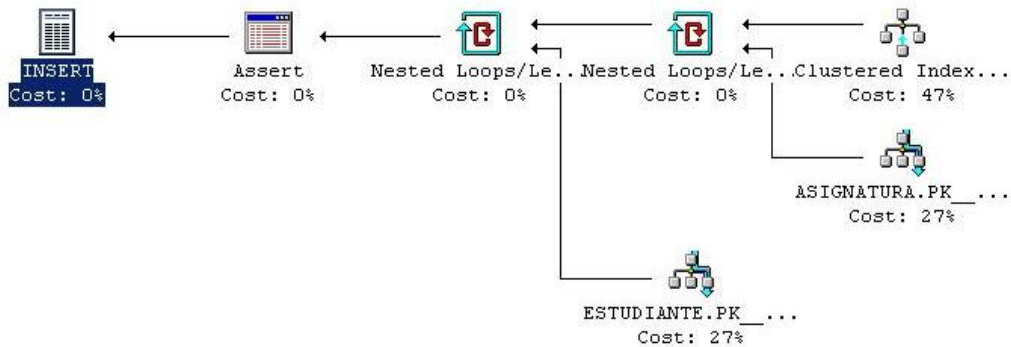 INSERT
Cost: 0%
Assert
Cost: 0%
Nested Loops/Le...
Cost: 0%
Nested Loops/Le...
Cost: 0%
Clustered Index...
Cost: 47%
ASIGNATURA.PK__...
Cost: 27%
ESTUDIANTE.PK__...
Cost: 27%